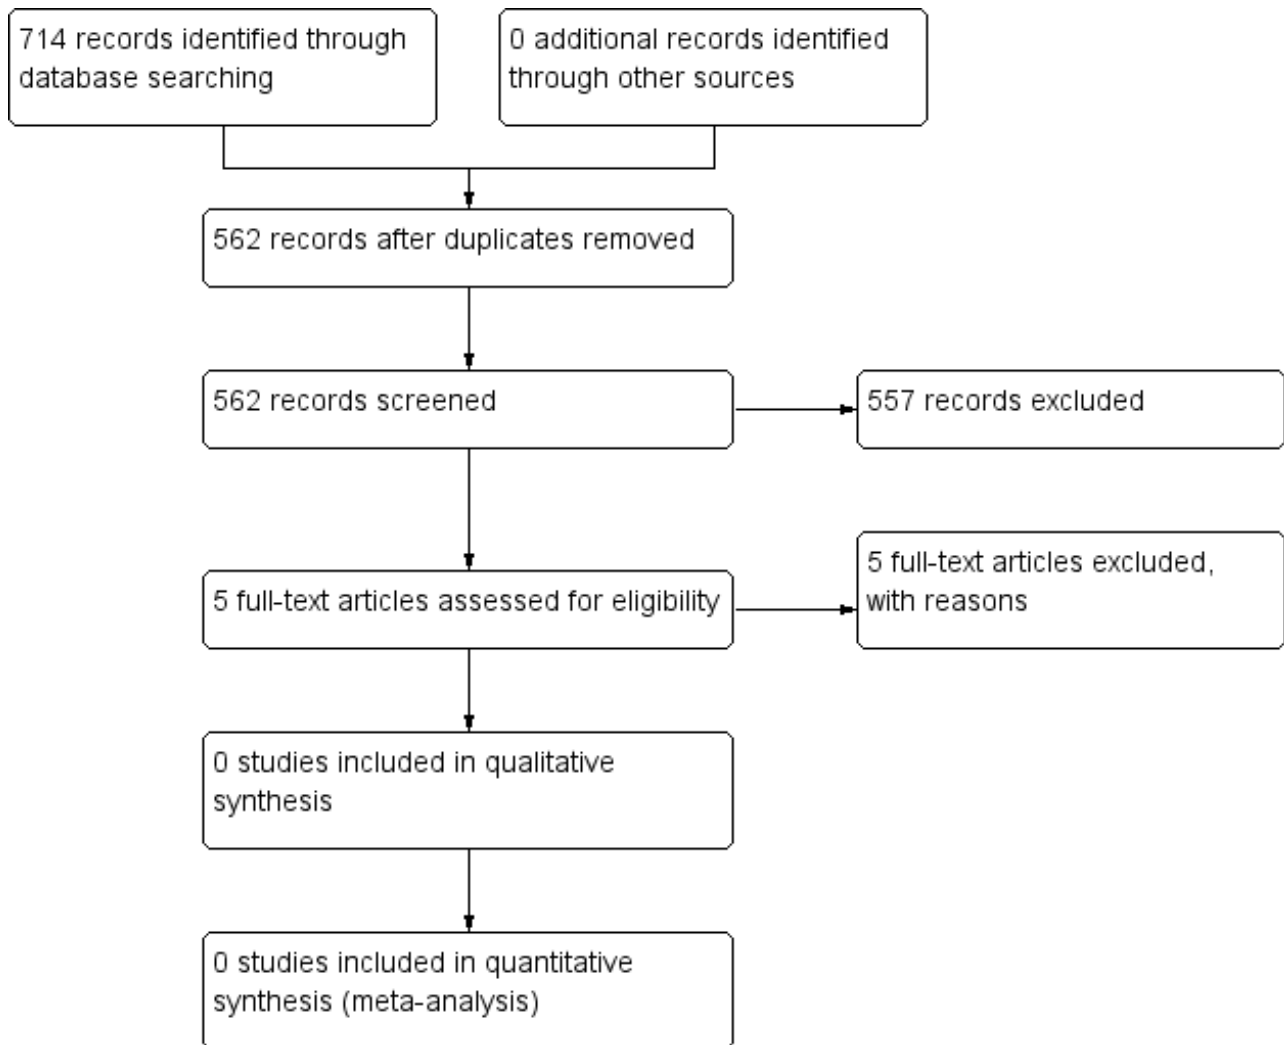 714 records identified through
database searching
0 additional records identified
through other sources
562 records after duplicates removed
562 records screened
557 records excluded
5 full-text articles assessed for eligibility
5 full-text articles excluded,
with reasons
0 studies included in qualitative
synthesis
0 studies included in quantitative
synthesis (meta-analysis)